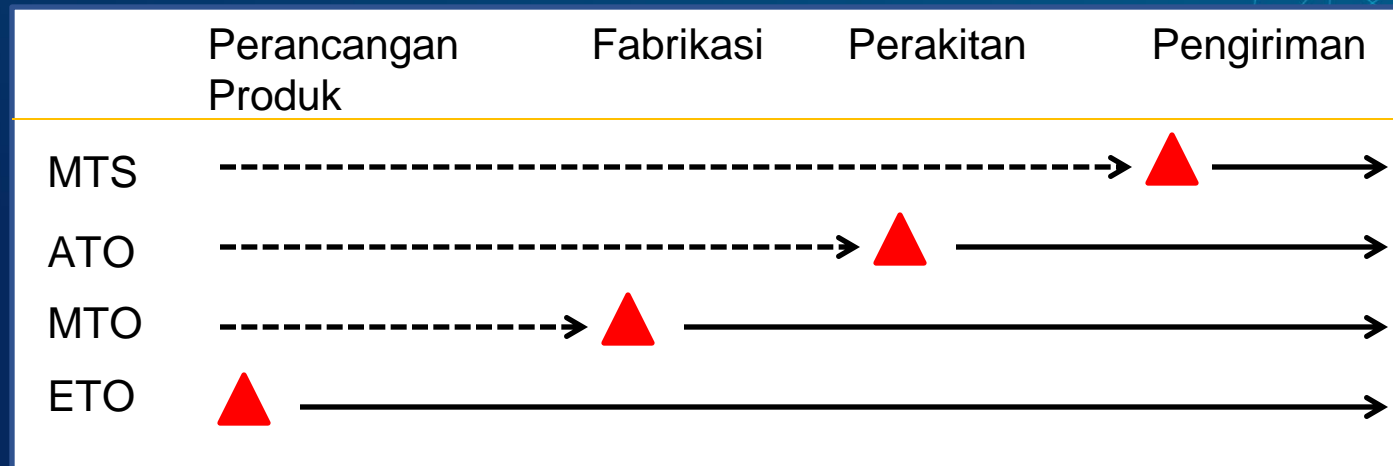 Perancangan Produk Fabrikasi Perakitan Pengiriman
MTS
ATO
MTO
ETO